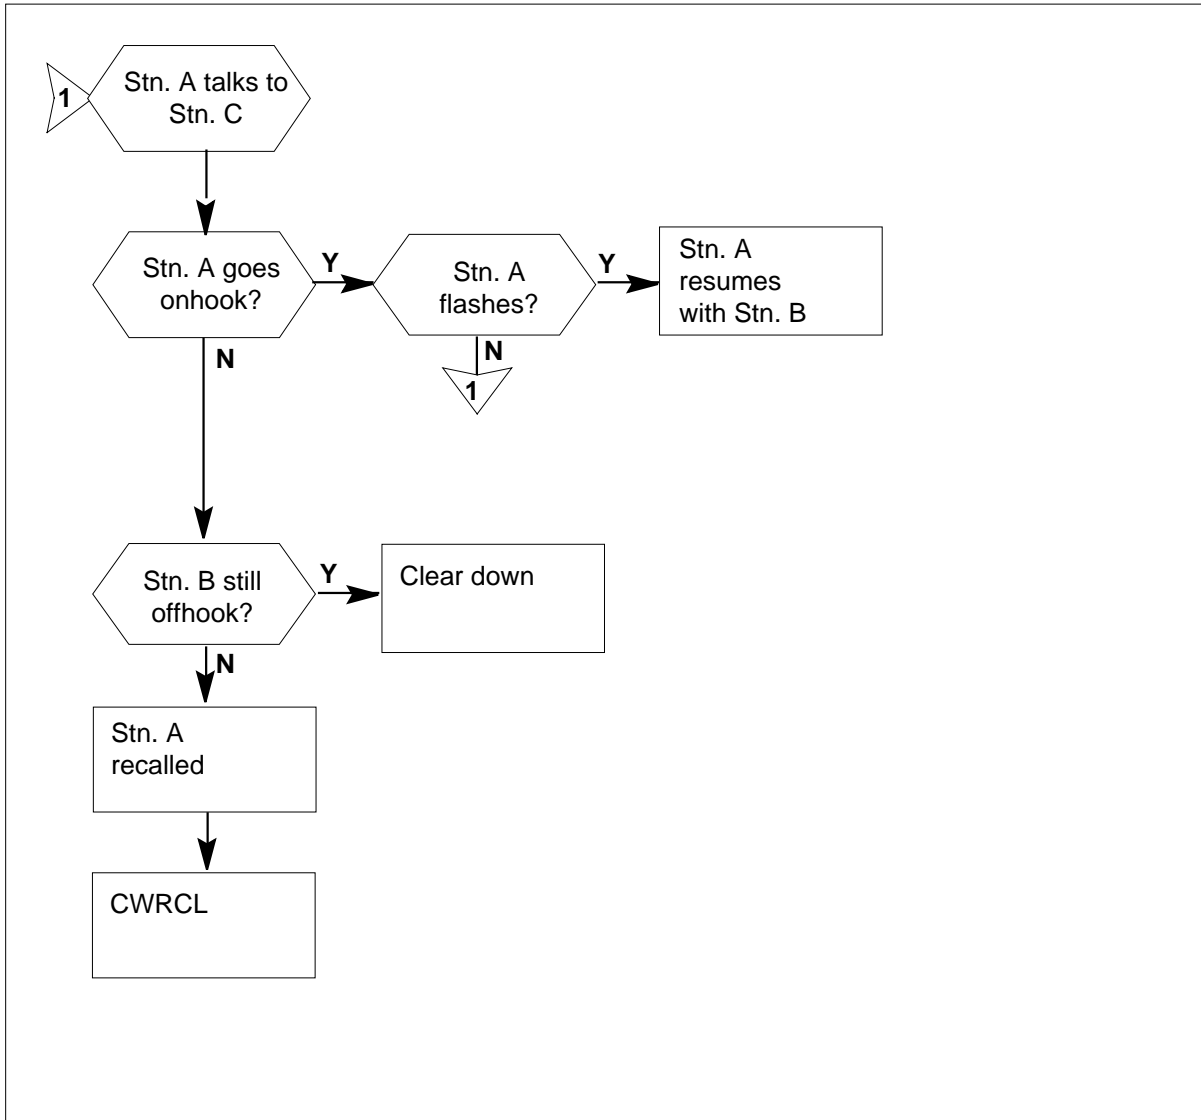 1
Stn. A talks to
Stn. C
Stn. A goes
onhook?
Y
Stn. A
flashes?
Y
Stn. A
resumes
with Stn. B
N
N
1
Stn. B still
offhook?
Y
Clear down
N
Stn. A
recalled
CWRCL